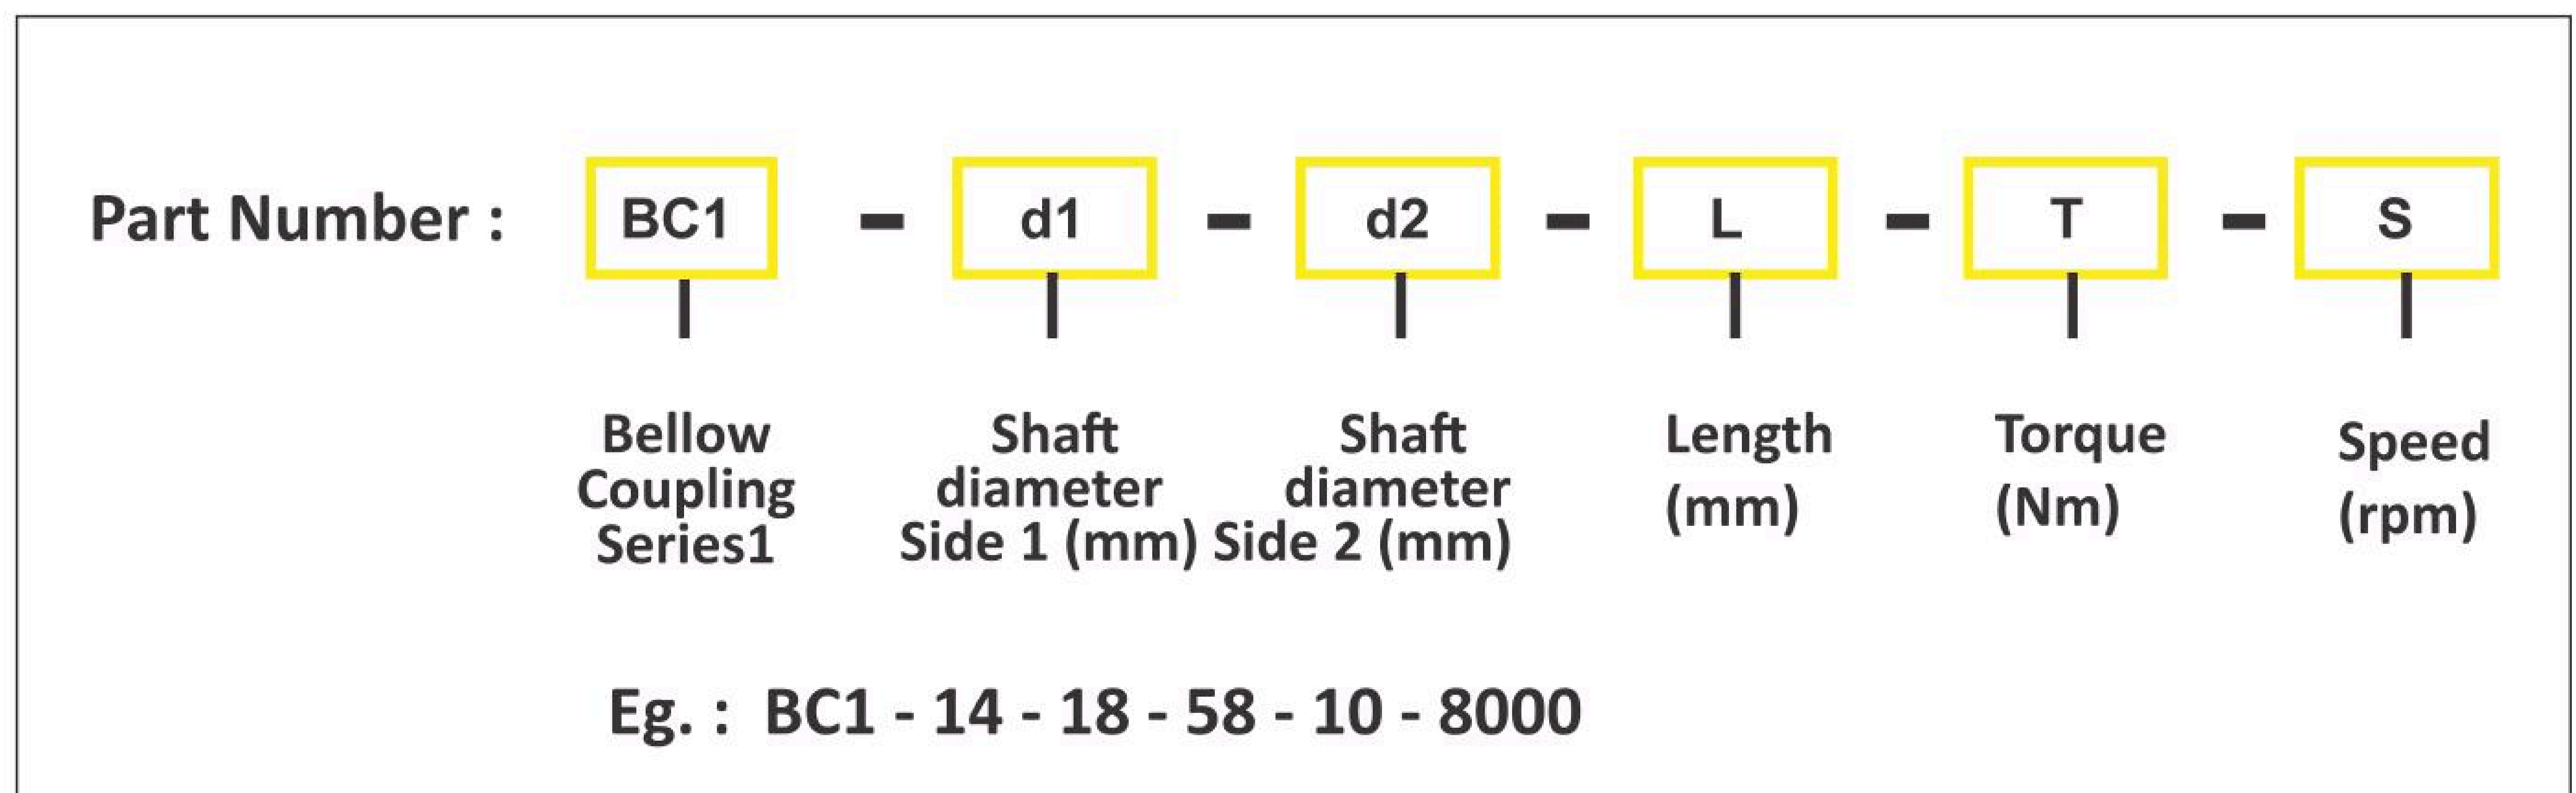 Part Number : BC1 - d1 - d2 - L - T - S
Bellow Coupling Series1
Shaft diameter Side 1 (mm)
Shaft diameter Side 2 (mm)
Length (mm)
Torque (Nm)
Speed (rpm)
Eg. : BC1 - 14 - 18 - 58 - 10 - 8000